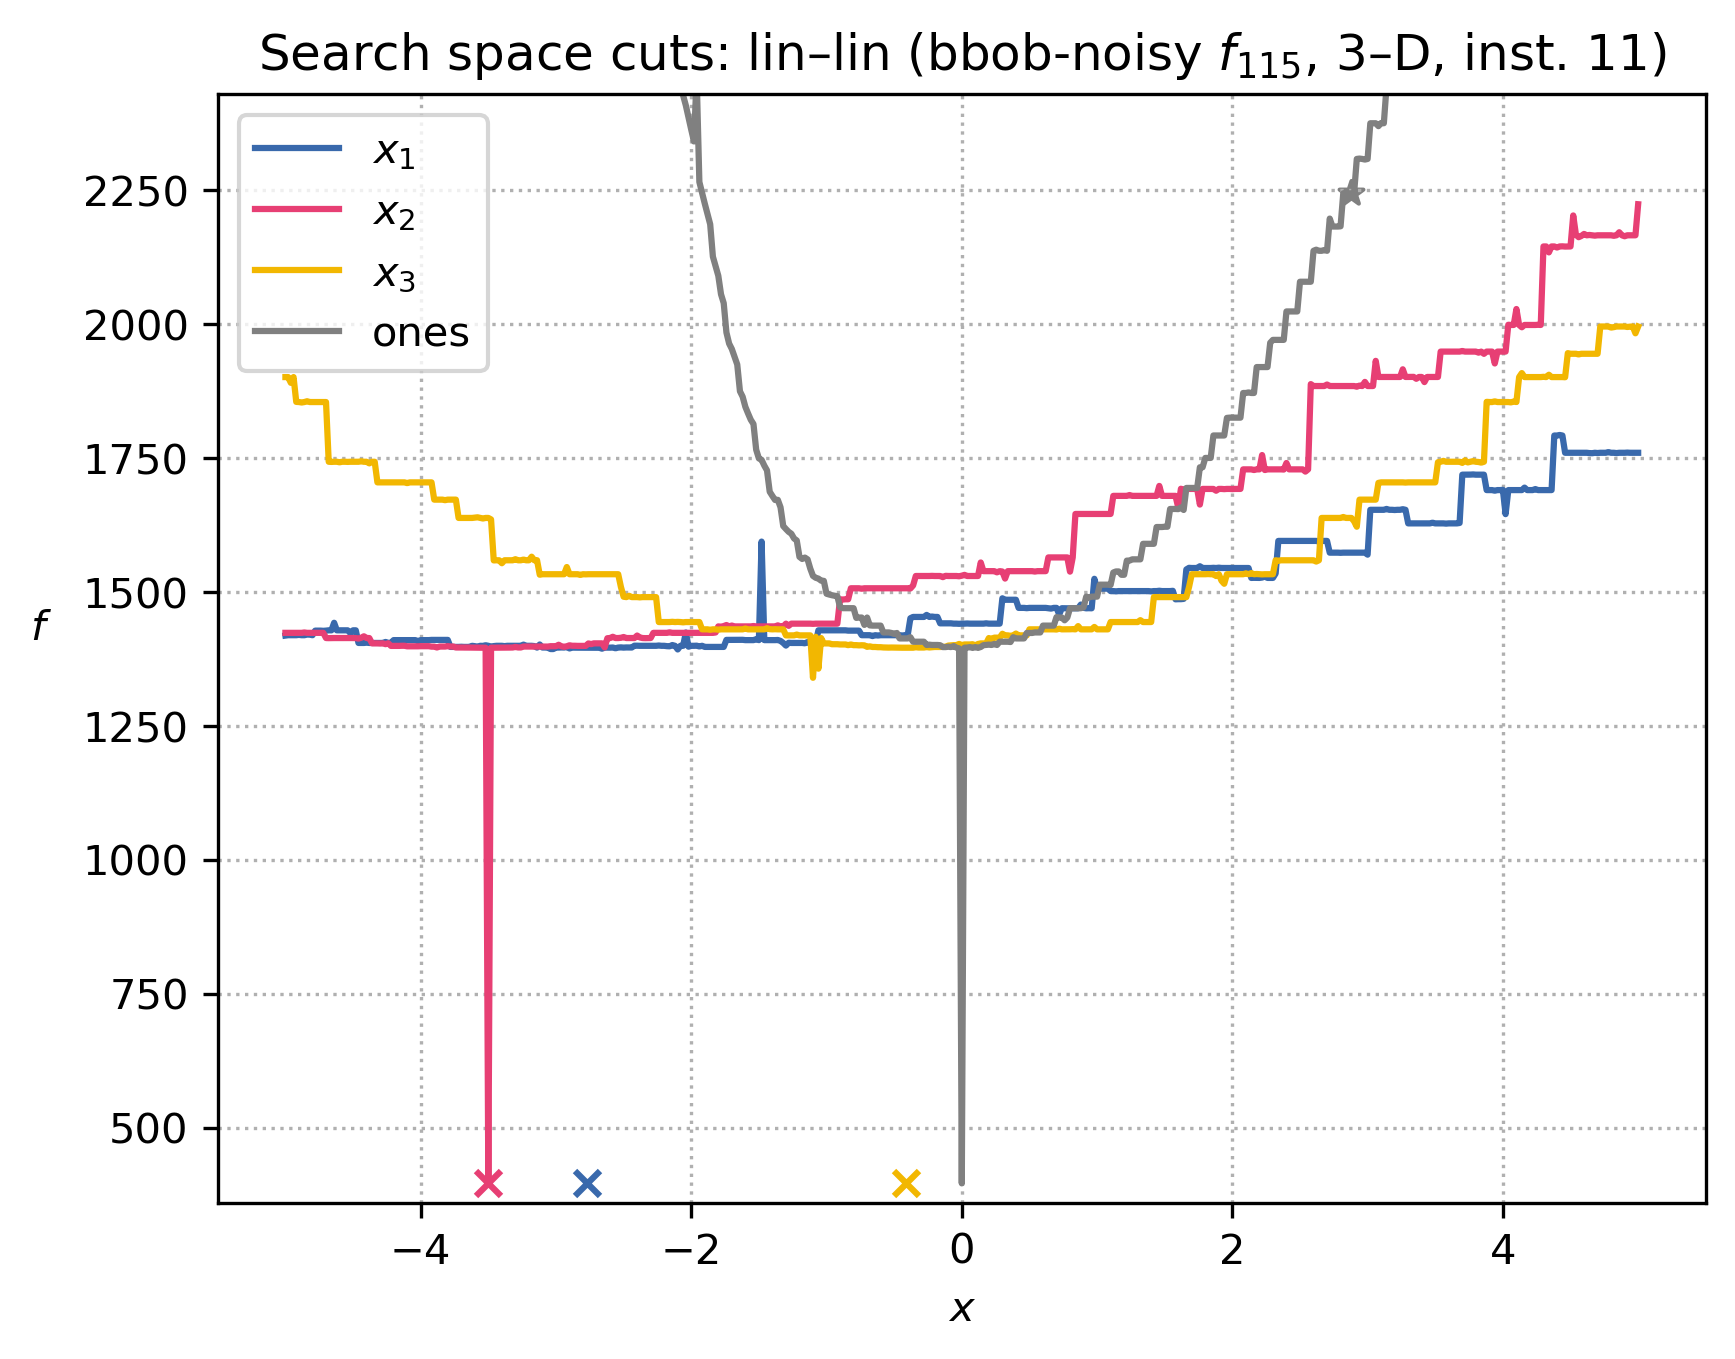 Search space cuts: lin–lin (bbob-noisy f₁₁₅, 3–D, inst. 11)
x₁
x₂
x₃
ones
2250
2000
1750
1500
1250
1000
750
500
f
−4
−2
0
2
4
x